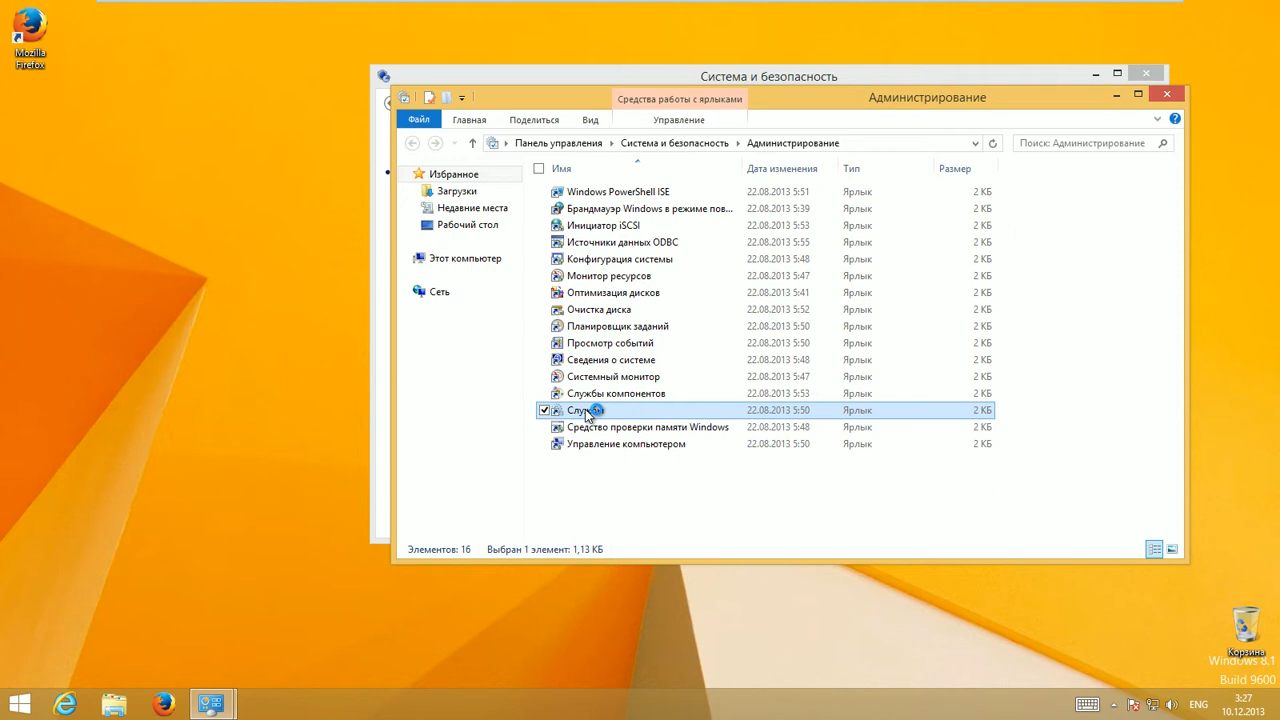 Mozilla
Firefox
Система и безопасность
Средства работы с ярлыками
Администрирование
Файл
Главная
Поделиться
Вид
Управление
Панель управления
Система и безопасность
Администрирование
Поиск: Администрирование
Имя
Дата изменения
Тип
Размер
Избранное
Загрузки
Недавние места
Рабочий стол
Этот компьютер
Сеть
Windows PowerShell ISE 22.08.2013 5:51 Ярлык 2 КБ
Брандмауэр Windows в режиме пов... 22.08.2013 5:39 Ярлык 2 КБ
Инициатор iSCSI 22.08.2013 5:53 Ярлык 2 КБ
Источники данных ODBC 22.08.2013 5:55 Ярлык 2 КБ
Конфигурация системы 22.08.2013 5:48 Ярлык 2 КБ
Монитор ресурсов 22.08.2013 5:47 Ярлык 2 КБ
Оптимизация дисков 22.08.2013 5:41 Ярлык 2 КБ
Очистка диска 22.08.2013 5:52 Ярлык 2 КБ
Планировщик заданий 22.08.2013 5:50 Ярлык 2 КБ
Просмотр событий 22.08.2013 5:50 Ярлык 2 КБ
Сведения о системе 22.08.2013 5:48 Ярлык 2 КБ
Системный монитор 22.08.2013 5:47 Ярлык 2 КБ
Службы компонентов 22.08.2013 5:53 Ярлык 2 КБ
22.08.2013 5:50 Ярлык 2 КБ
Средство проверки памяти Windows 22.08.2013 5:48 Ярлык 2 КБ
Управление компьютером 22.08.2013 5:50 Ярлык 2 КБ
Элементов: 16
Выбран 1 элемент: 1,13 КБ
Корзина
Windows 8.1
Build 9600
ENG
3:27
10.12.2013